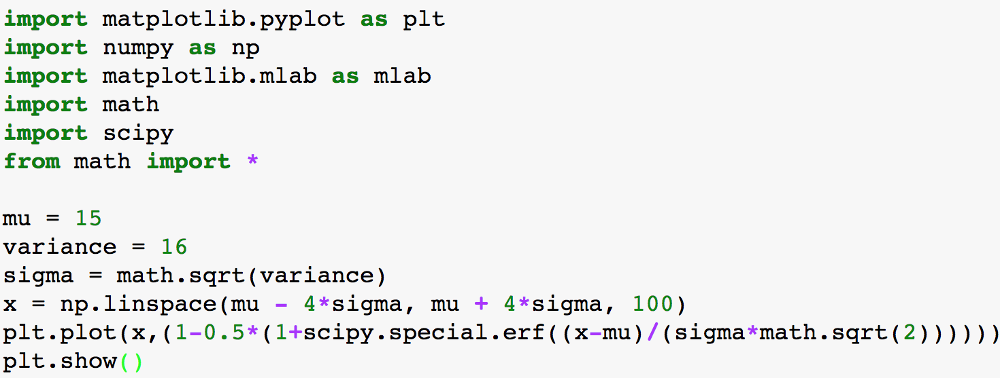 import matplotlib.pyplot as plt
import numpy as np
import matplotlib.mlab as mlab
import math
import scipy
from math import *

mu = 15
variance = 16
sigma = math.sqrt(variance)
x = np.linspace(mu - 4*sigma, mu + 4*sigma, 100)
plt.plot(x,(1-0.5*(1+scipy.special.erf((x-mu)/(sigma*math.sqrt(2))))))
plt.show()